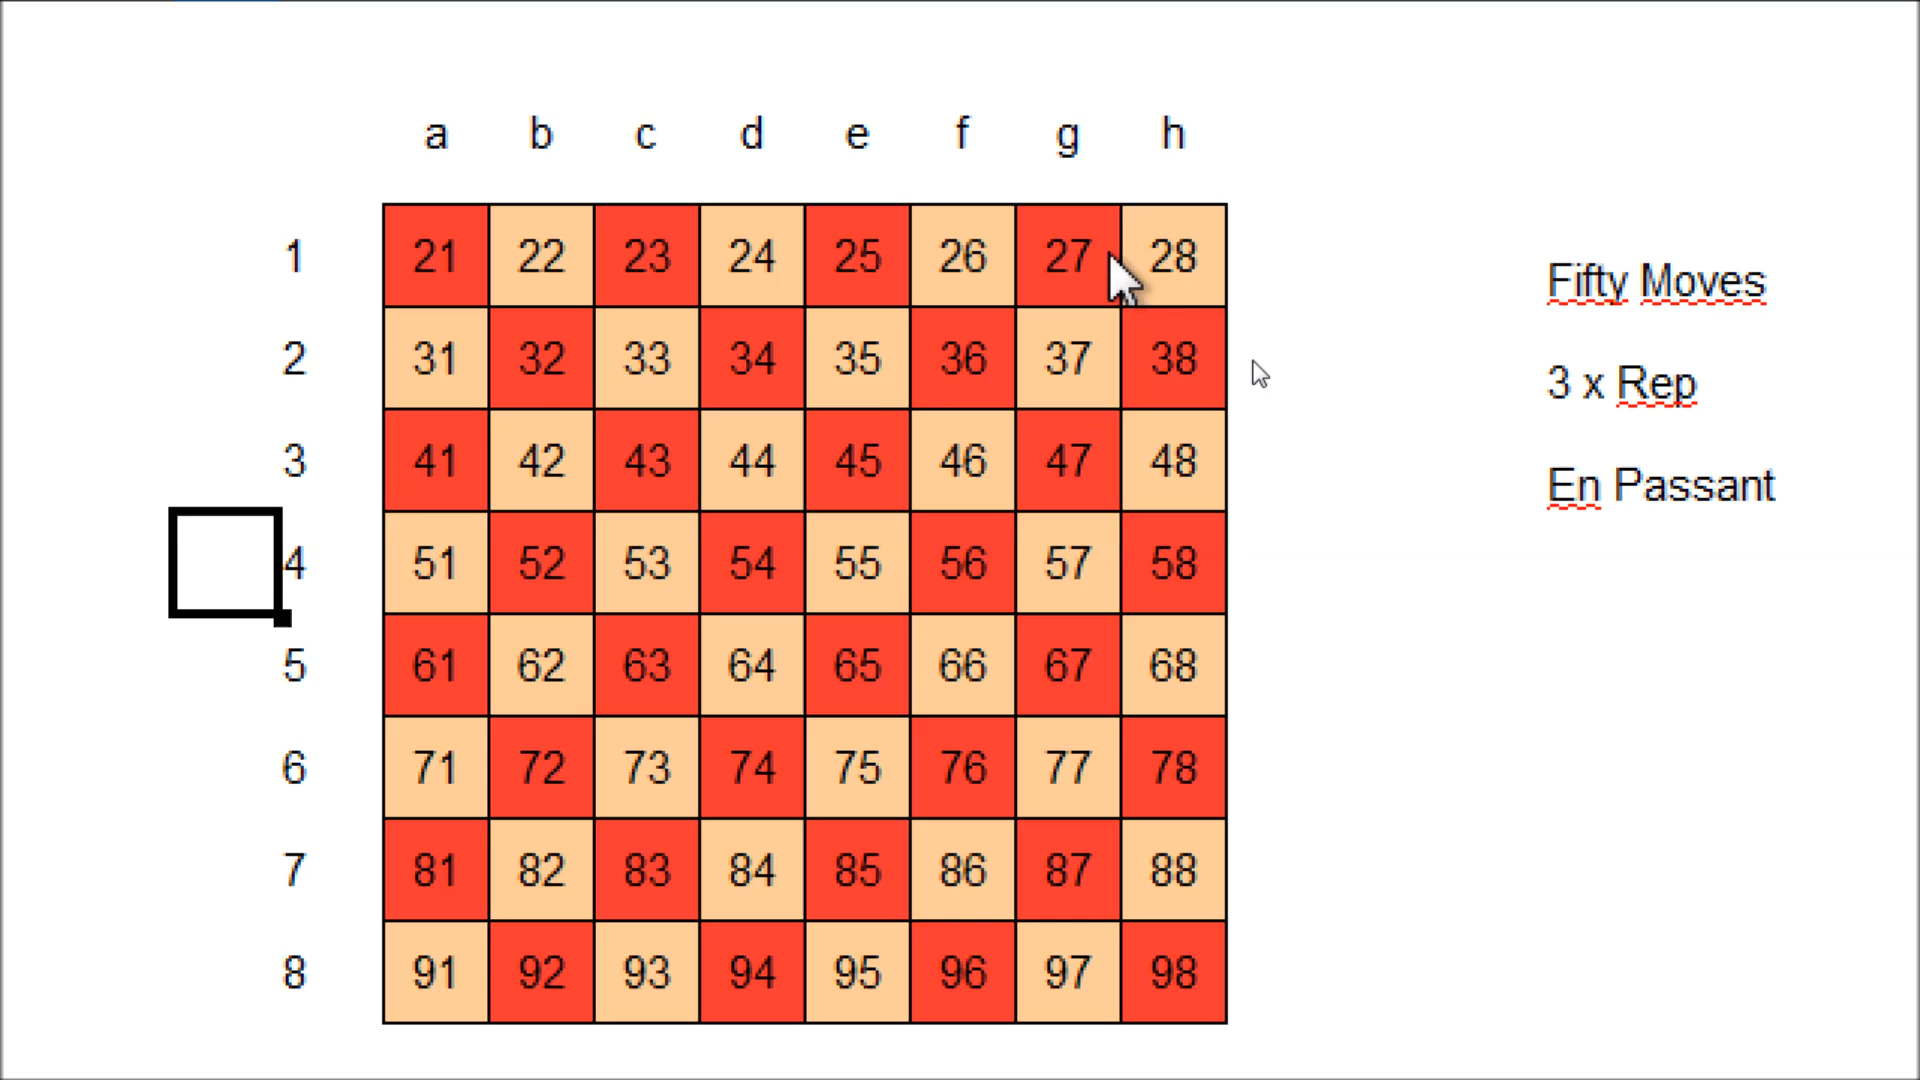 a b c d e f g h
1 21 22 23 24 25 26 27 28
2 31 32 33 34 35 36 37 38
3 41 42 43 44 45 46 47 48
4 51 52 53 54 55 56 57 58
5 61 62 63 64 65 66 67 68
6 71 72 73 74 75 76 77 78
7 81 82 83 84 85 86 87 88
8 91 92 93 94 95 96 97 98
Fifty Moves
3 x Rep
En Passant